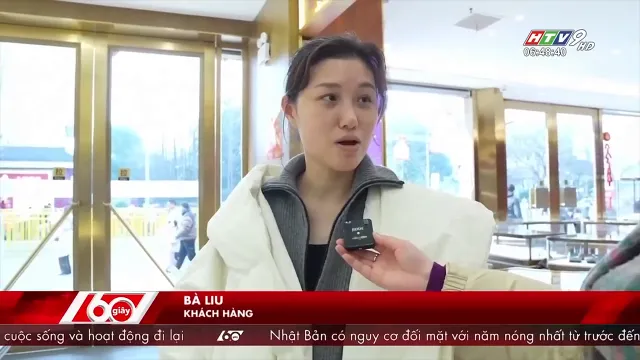 HTV9 HD
06:48:40
60 giây
BÀ LIU
KHÁCH HÀNG
cuộc sống và hoạt động đi lại 60 Nhật Bản có nguy cơ đối mặt với năm nóng nhất từ trước đến